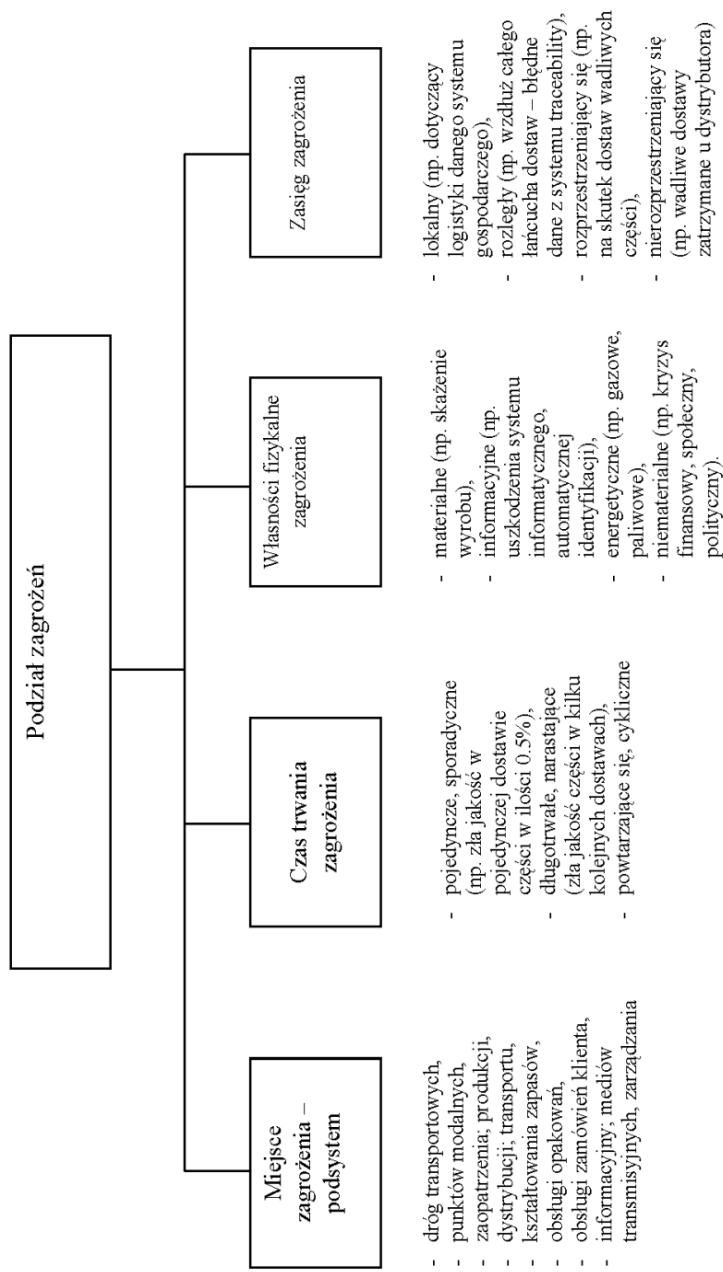 Podział zagrożeń
Miejsce
zagrożenia –
podsystem
- dróg transportowych,
- punktów modalnych,
- zaopatrzenia; produkcji,
- dystrybucji; transportu,
- kształtowania zapasów,
- obsługi opakowań,
- obsługi zamówień klienta,
- informacyjny; mediów
transmisyjnych, zarządzania
Czas trwania
zagrożenia
- pojedyncze, sporadyczne
(np. zła jakość w
pojedynczej dostawie
części w ilości 0.5%),
- długotrwałe, narastające
(zła jakość części w kilku
kolejnych dostawach),
- powtarzające się, cykliczne
Własności fizykalne
zagrożenia
- materialne (np. skażenie
wyrobu),
- informacyjne (np.
uszkodzenia systemu
informatycznego,
automatycznej
identyfikacji),
- energetyczne (np. gazowe,
paliwowe),
- niematerialne (np. kryzys
finansowy, społeczny,
polityczny).
Zasięg zagrożenia
- lokalny (np. dotyczący
logistyki danego systemu
gospodarczego),
- rozległy (np. wzdłuż całego
łańcucha dostaw – błędne
dane z systemu traceability),
- rozprzestrzeniający się (np.
na skutek dostaw wadliwych
części),
- nierozprzestrzeniający się
(np. wadliwe dostawy
zatrzymane u dystrybutora)